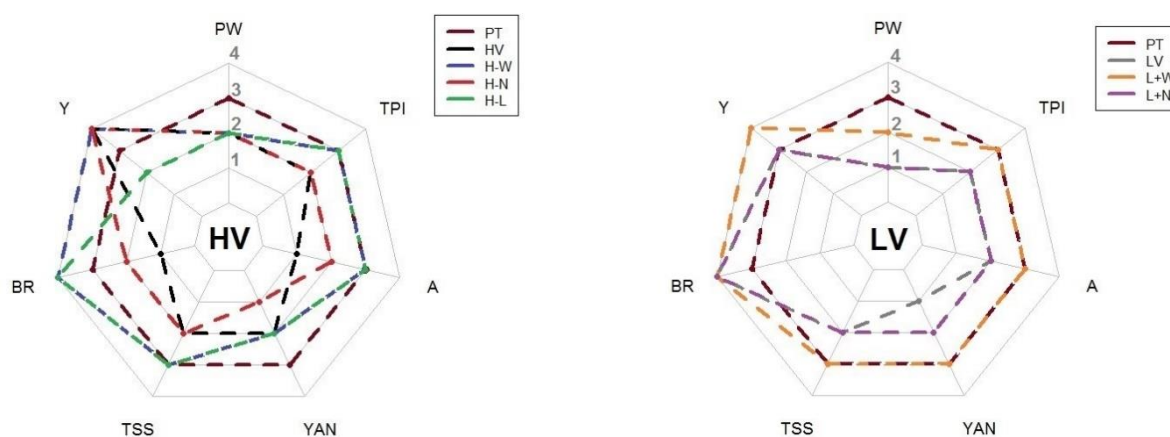 PW
4
3
2
1
TPI
A
YAN
TSS
BR
Y
HV
PT
HV
H-W
H-N
H-L
PW
4
3
2
1
TPI
A
YAN
TSS
BR
Y
LV
PT
LV
L+W
L+N